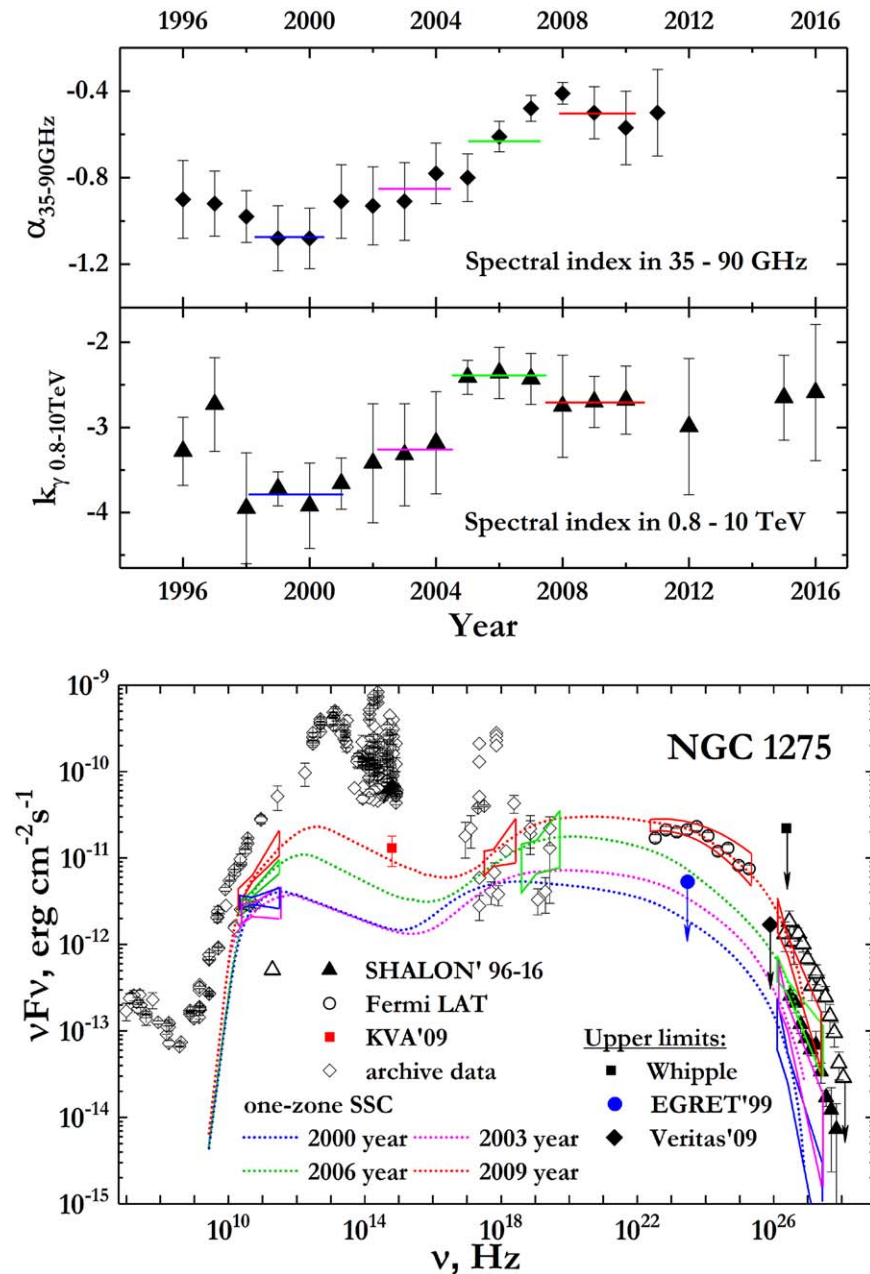 1996 2000 2004 2008 2012 2016
-0.4
-0.8
-1.2
α35-90GHz
Spectral index in 35 - 90 GHz
-2
-3
-4
kγ 0.8-10TeV
Spectral index in 0.8 - 10 TeV
1996 2000 2004 2008 2012 2016
Year
NGC 1275
10-9
10-10
10-11
10-12
10-13
10-14
10-15
νFν, erg cm-2s-1
SHALON' 96-16
Fermi LAT
KVA'09
archive data
one-zone SSC
2000 year 2003 year
2006 year 2009 year
Upper limits:
Whipple
EGRET'99
Veritas'09
1010 1014 1018 1022 1026
ν, Hz